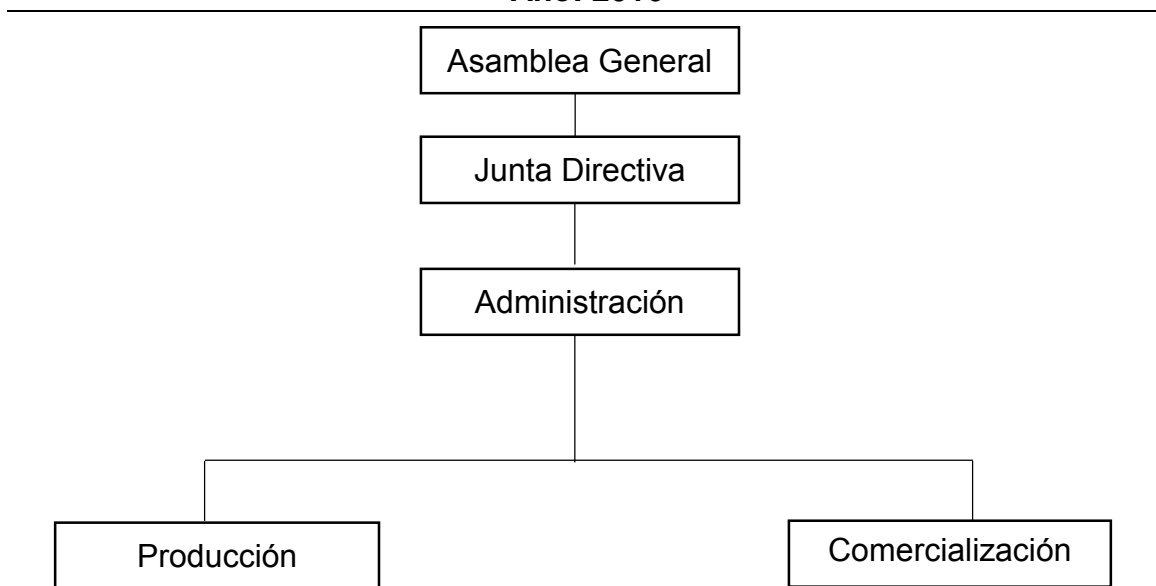 Asamblea General
Junta Directiva
Administración
Producción
Comercialización